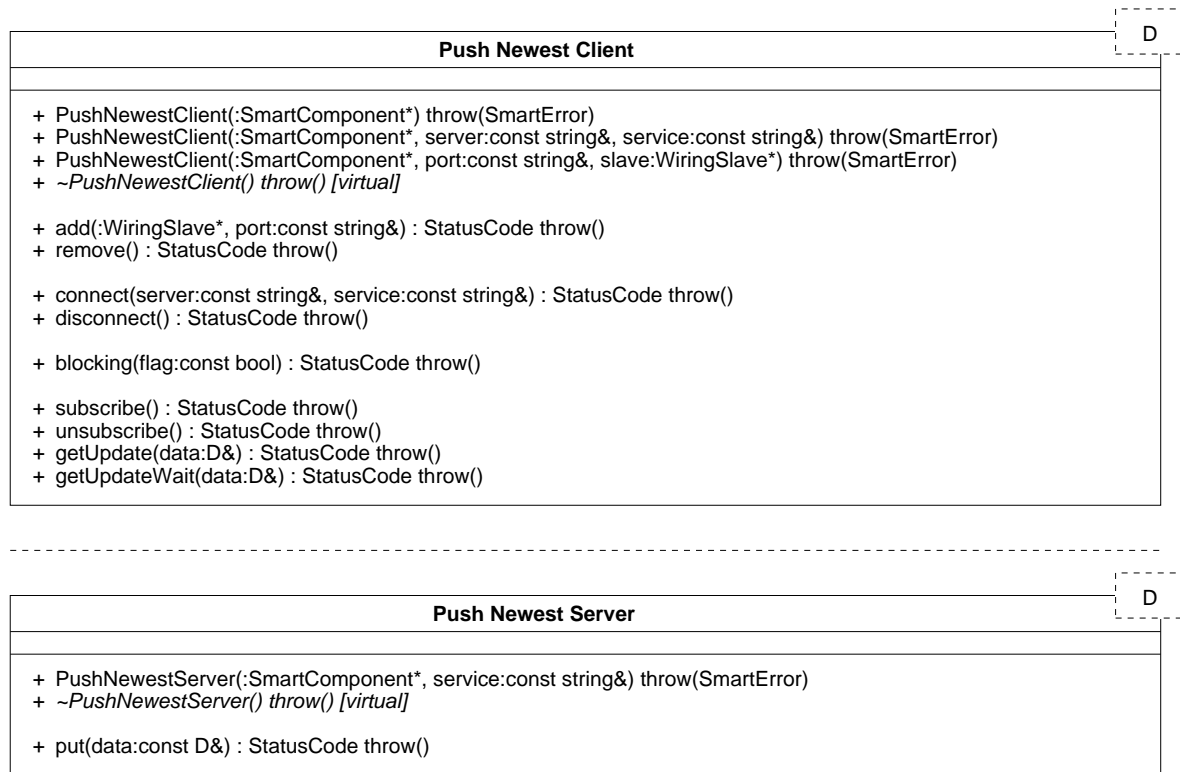 D
Push Newest Client
+ PushNewestClient(:SmartComponent*) throw(SmartError)
+ PushNewestClient(:SmartComponent*, server:const string&, service:const string&) throw(SmartError)
+ PushNewestClient(:SmartComponent*, port:const string&, slave:WiringSlave*) throw(SmartError)
+ ~PushNewestClient() throw() [virtual]
+ add(:WiringSlave*, port:const string&) : StatusCode throw()
+ remove() : StatusCode throw()
+ connect(server:const string&, service:const string&) : StatusCode throw()
+ disconnect() : StatusCode throw()
+ blocking(flag:const bool) : StatusCode throw()
+ subscribe() : StatusCode throw()
+ unsubscribe() : StatusCode throw()
+ getUpdate(data:D&) : StatusCode throw()
+ getUpdateWait(data:D&) : StatusCode throw()
D
Push Newest Server
+ PushNewestServer(:SmartComponent*, service:const string&) throw(SmartError)
+ ~PushNewestServer() throw() [virtual]
+ put(data:const D&) : StatusCode throw()